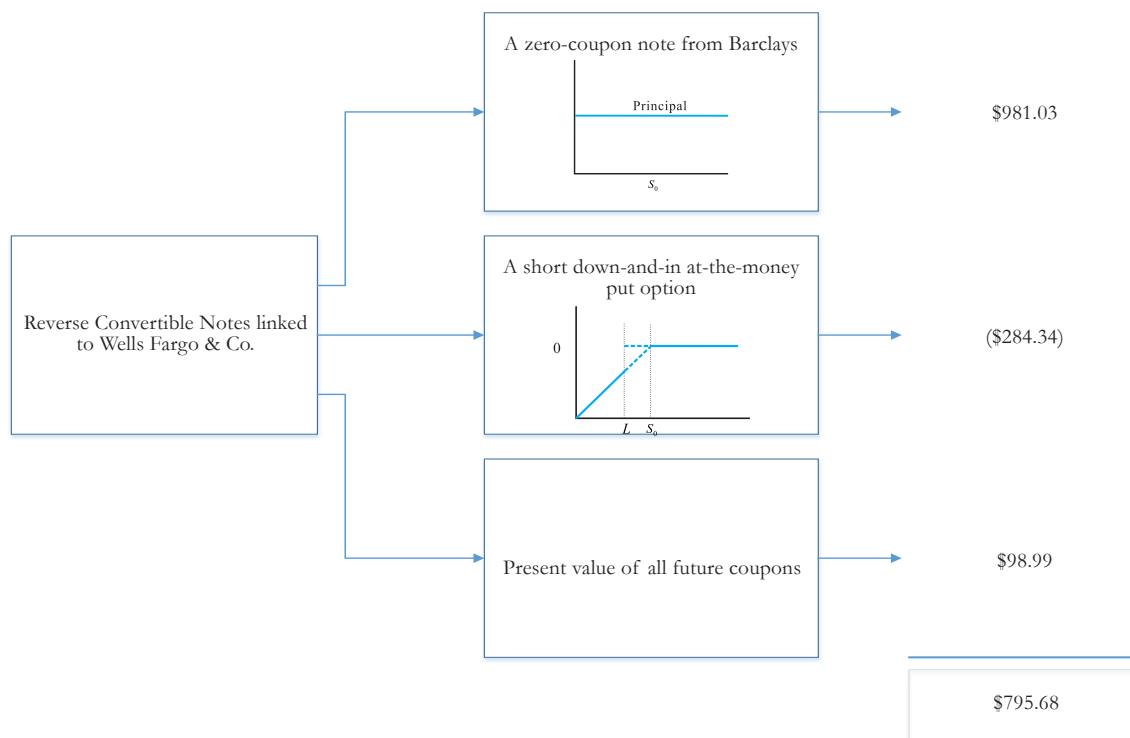 A zero-coupon note from Barclays
Principal
S₀
$981.03
Reverse Convertible Notes linked
to Wells Fargo & Co.
A short down-and-in at-the-money
put option
0
L S₀
($284.34)
Present value of all future coupons
$98.99
$795.68